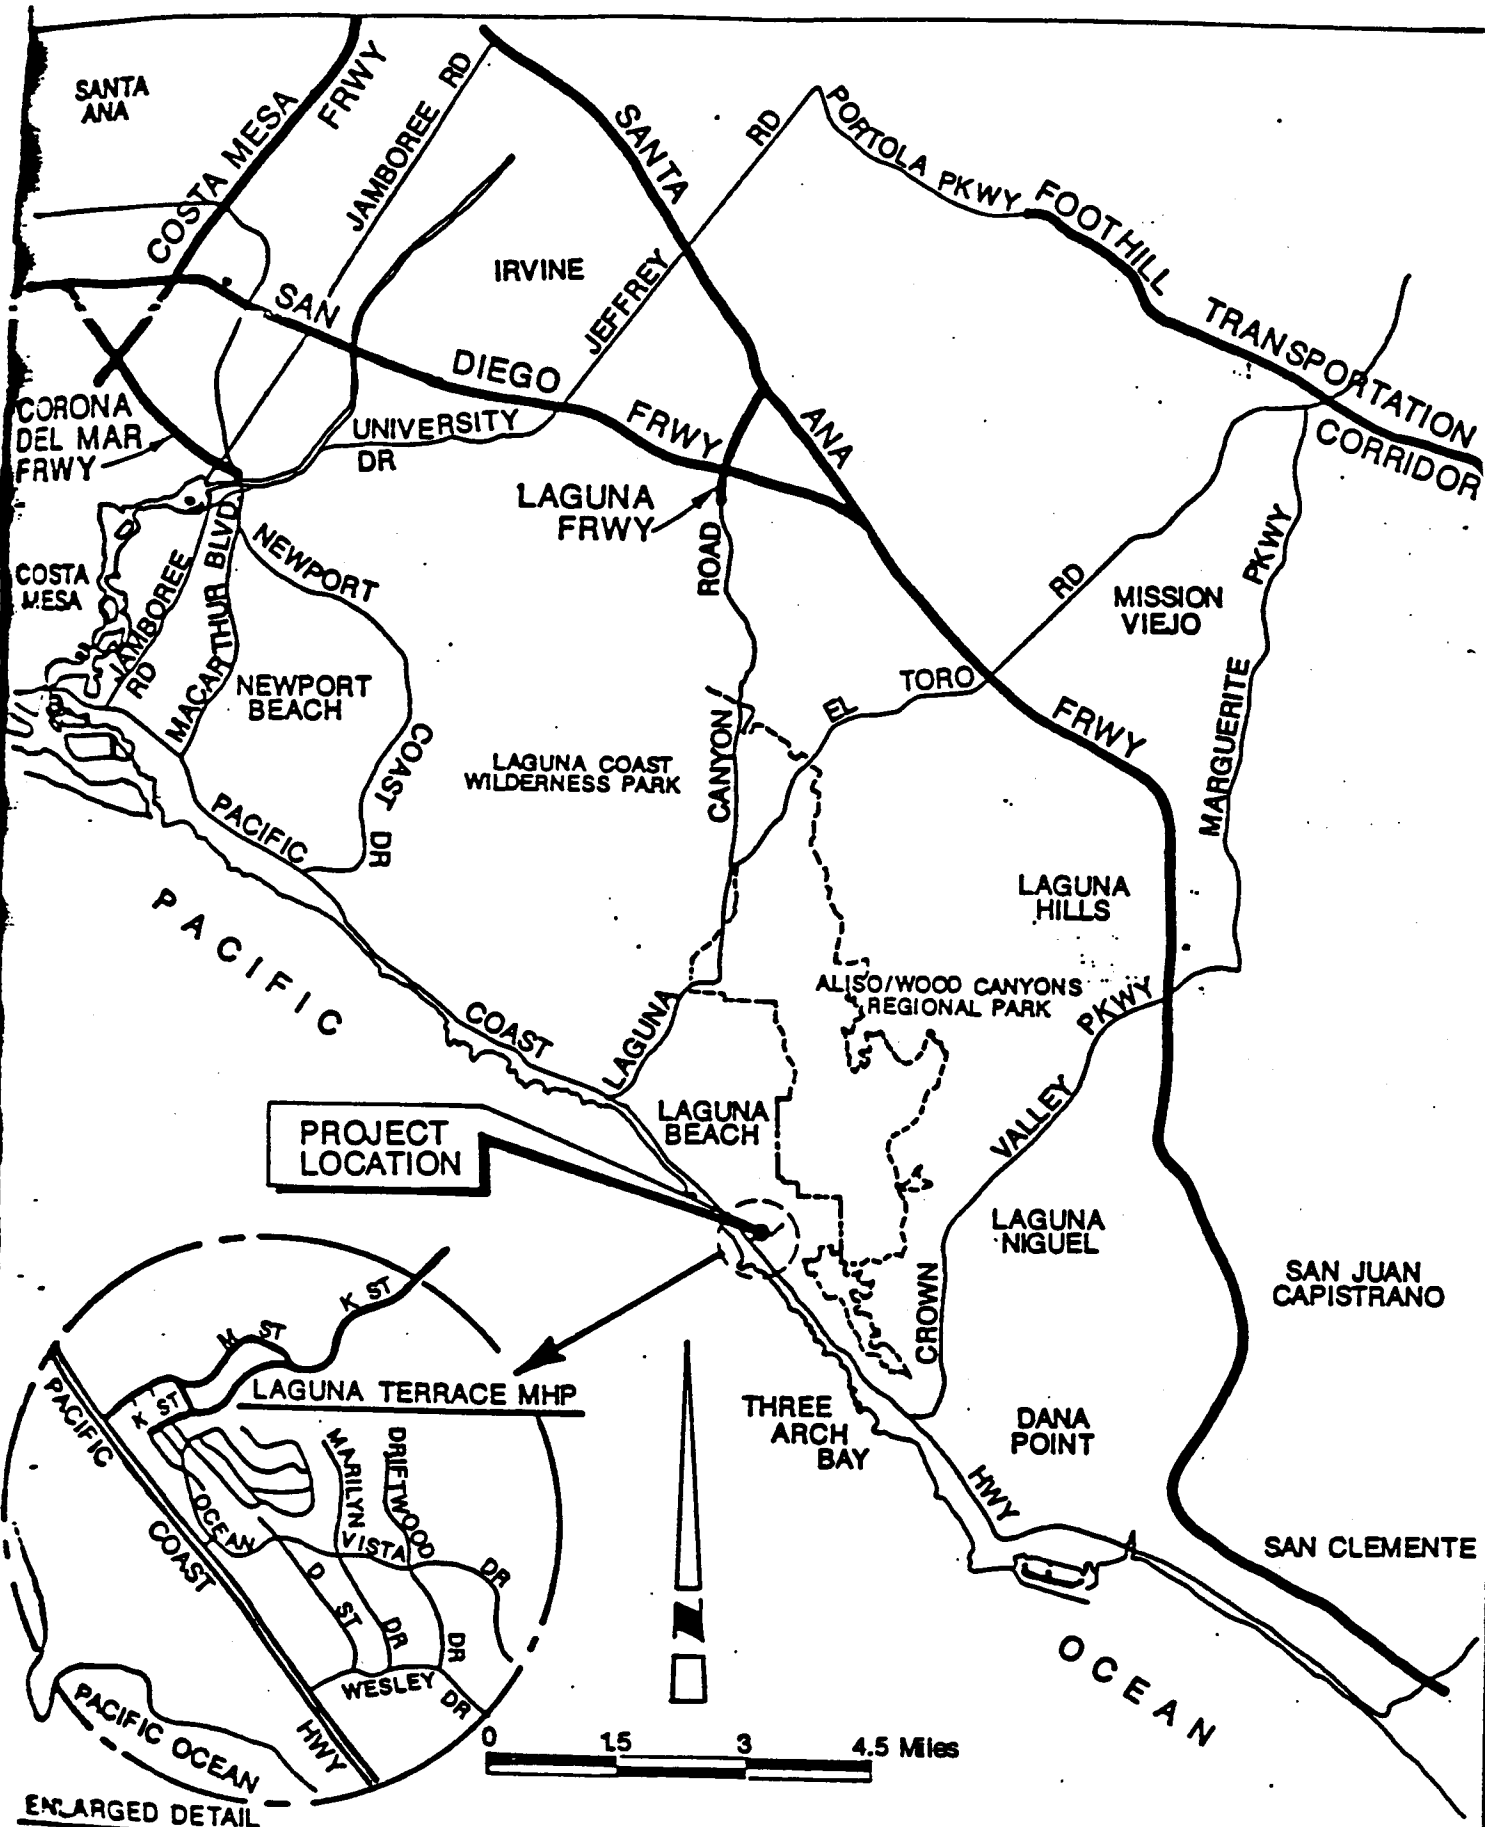 SANTA
ANA
COSTA MESA
FRWY
JAMBOREE RD
SANTA
ANA
FRWY
JEFFREY
RD
PORTOLA PKWY
FOOTHILL
TRANSPORTATION
CORRIDOR
IRVINE
SAN
DIEGO
FRWY
CORONA
DEL MAR
FRWY
UNIVERSITY
DR
LAGUNA
FRWY
COSTA
MESA
JAMBOREE
RD
MACARTHUR BLVD
NEWPORT
COAST
DR
NEWPORT
BEACH
ROAD
CANYON
LAGUNA
EL
TORO
RD
MISSION
VIEJO
MARGUERITE
PKWY
LAGUNA COAST
WILDERNESS PARK
PACIFIC
COAST
HWY
PACIFIC
OCEAN
LAGUNA
HILLS
ALISO/WOOD CANYONS
REGIONAL PARK
CROWN
VALLEY
PKWY
LAGUNA
BEACH
PROJECT
LOCATION
LAGUNA
NIGUEL
SAN JUAN
CAPISTRANO
THREE
ARCH
BAY
DANA
POINT
SAN CLEMENTE
K ST
M ST
LAGUNA TERRACE MHP
K ST
PACIFIC
COAST
HWY
OCEAN
VISTA
DR
MARILYN
DR
DRIFTWOOD
DR
D
ST
WESLEY
DR
PACIFIC OCEAN
ENLARGED DETAIL
N
0
1.5
3
4.5 Miles